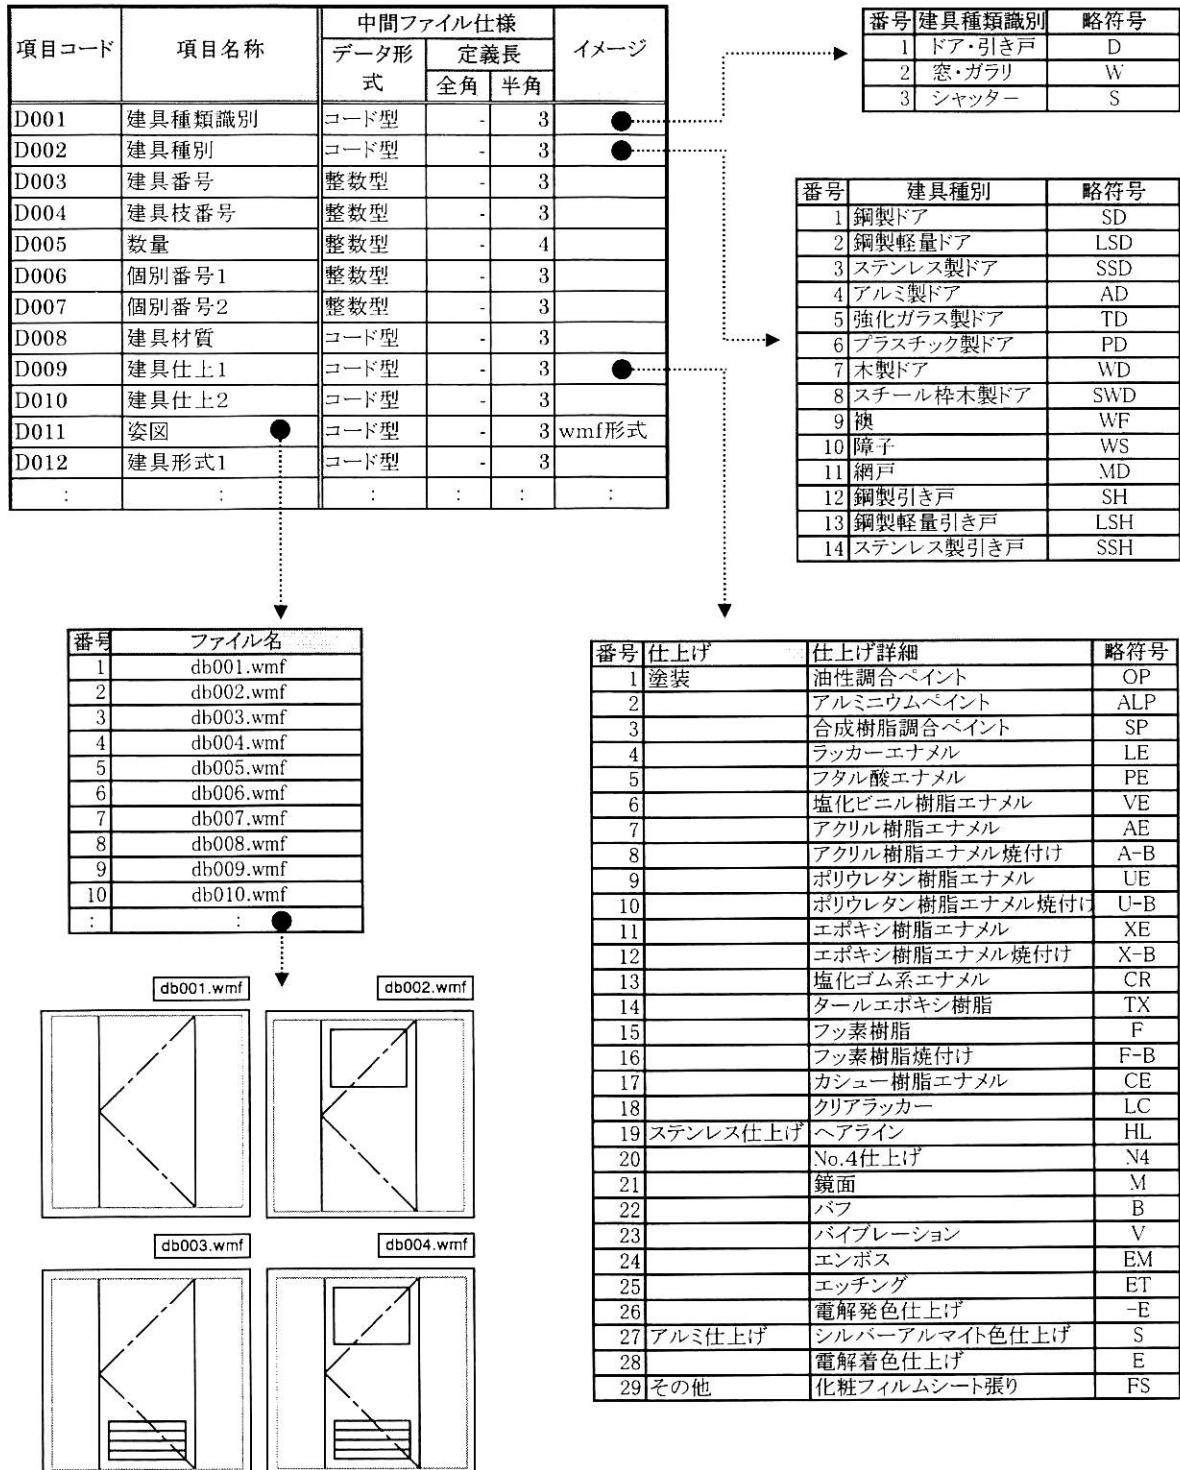 項目コード 項目名称 中間ファイル仕様 イメージ
データ形式 定義長
全角 半角
D001 建具種類識別 コード型 - 3
D002 建具種別 コード型 - 3
D003 建具番号 整数型 - 3
D004 建具枝番号 整数型 - 3
D005 数量 整数型 - 4
D006 個別番号1 整数型 - 3
D007 個別番号2 整数型 - 3
D008 建具材質 コード型 - 3
D009 建具仕上1 コード型 - 3
D010 建具仕上2 コード型 - 3
D011 姿図 コード型 - 3 wmf形式
D012 建具形式1 コード型 - 3
: : : : : :
番号 建具種類識別 略符号
1 ドア・引き戸 D
2 窓・ガラリ W
3 シャッター S
番号 建具種別 略符号
1 鋼製ドア SD
2 鋼製軽量ドア LSD
3 ステンレス製ドア SSD
4 アルミ製ドア AD
5 強化ガラス製ドア TD
6 プラスチック製ドア PD
7 木製ドア WD
8 スチール枠木製ドア SWD
9 襖 WF
10 障子 WS
11 網戸 MD
12 鋼製引き戸 SH
13 鋼製軽量引き戸 LSH
14 ステンレス製引き戸 SSH
番号 ファイル名
1 db001.wmf
2 db002.wmf
3 db003.wmf
4 db004.wmf
5 db005.wmf
6 db006.wmf
7 db007.wmf
8 db008.wmf
9 db009.wmf
10 db010.wmf
: :
db001.wmf
db002.wmf
db003.wmf
db004.wmf
番号 仕上げ 仕上げ詳細 略符号
1 塗装 油性調合ペイント OP
2 アルミニウムペイント ALP
3 合成樹脂調合ペイント SP
4 ラッカーエナメル LE
5 フタル酸エナメル PE
6 塩化ビニル樹脂エナメル VE
7 アクリル樹脂エナメル AE
8 アクリル樹脂エナメル焼付け A-B
9 ポリウレタン樹脂エナメル UE
10 ポリウレタン樹脂エナメル焼付け U-B
11 エポキシ樹脂エナメル XE
12 エポキシ樹脂エナメル焼付け X-B
13 塩化ゴム系エナメル CR
14 タールエポキシ樹脂 TX
15 フッ素樹脂 F
16 フッ素樹脂焼付け F-B
17 カシュー樹脂エナメル CE
18 クリアラッカー LC
19 ステンレス仕上げ ヘアライン HL
20 No.4仕上げ N4
21 鏡面 M
22 バフ B
23 バイブレーション V
24 エンボス EM
25 エッチング ET
26 電解発色仕上げ -E
27 アルミ仕上げ シルバーアルマイト色仕上げ S
28 電解着色仕上げ E
29 その他 化粧フィルムシート張り FS